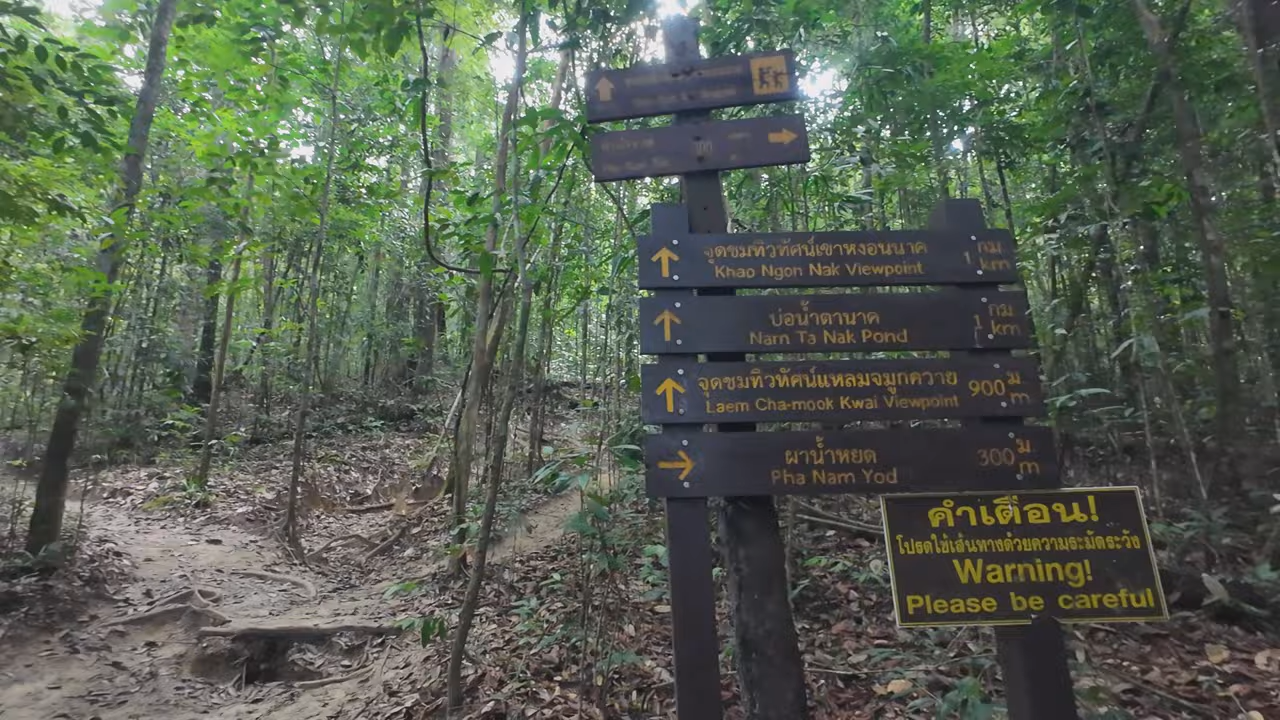 100
จุดชมทิวทัศน์เขาหงอนนาค 1 กม
Khao Ngon Nak Viewpoint km
บ่อน้ำตานาค 1 กม
Nam Ta Nak Pond km
จุดชมทิวทัศน์แหลมจมูกควาย 900 ม
Laem Cha-mook Kwai Viewpoint m
ผาน้ำหยด 300 ม
Pha Nam Yod m
คำเตือน!
โปรดใช้เส้นทางด้วยความระมัดระวัง
Warning!
Please be careful